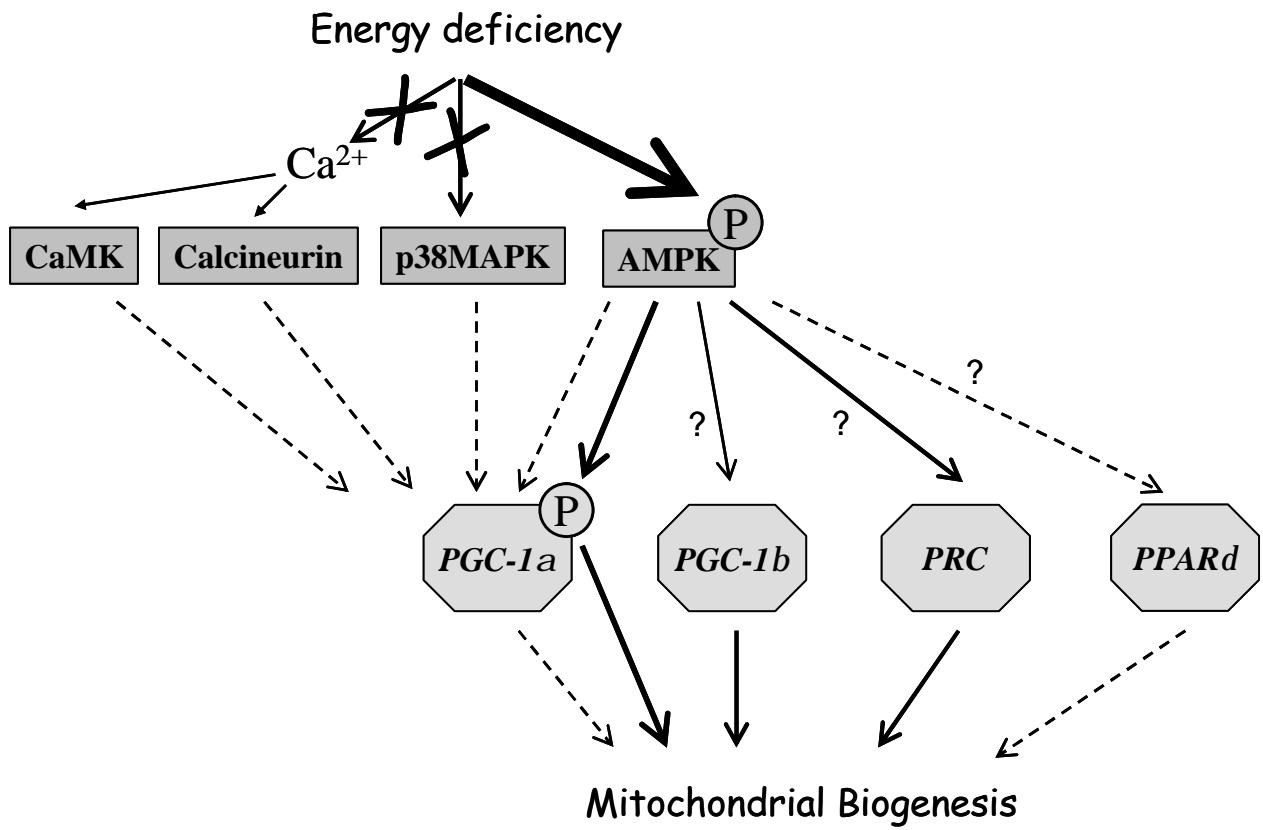 Energy deficiency
Ca²⁺
P
CaMK
Calcineurin
p38MAPK
AMPK
?
?
?
P
PGC-1a
PGC-1b
PRC
PPARd
Mitochondrial Biogenesis